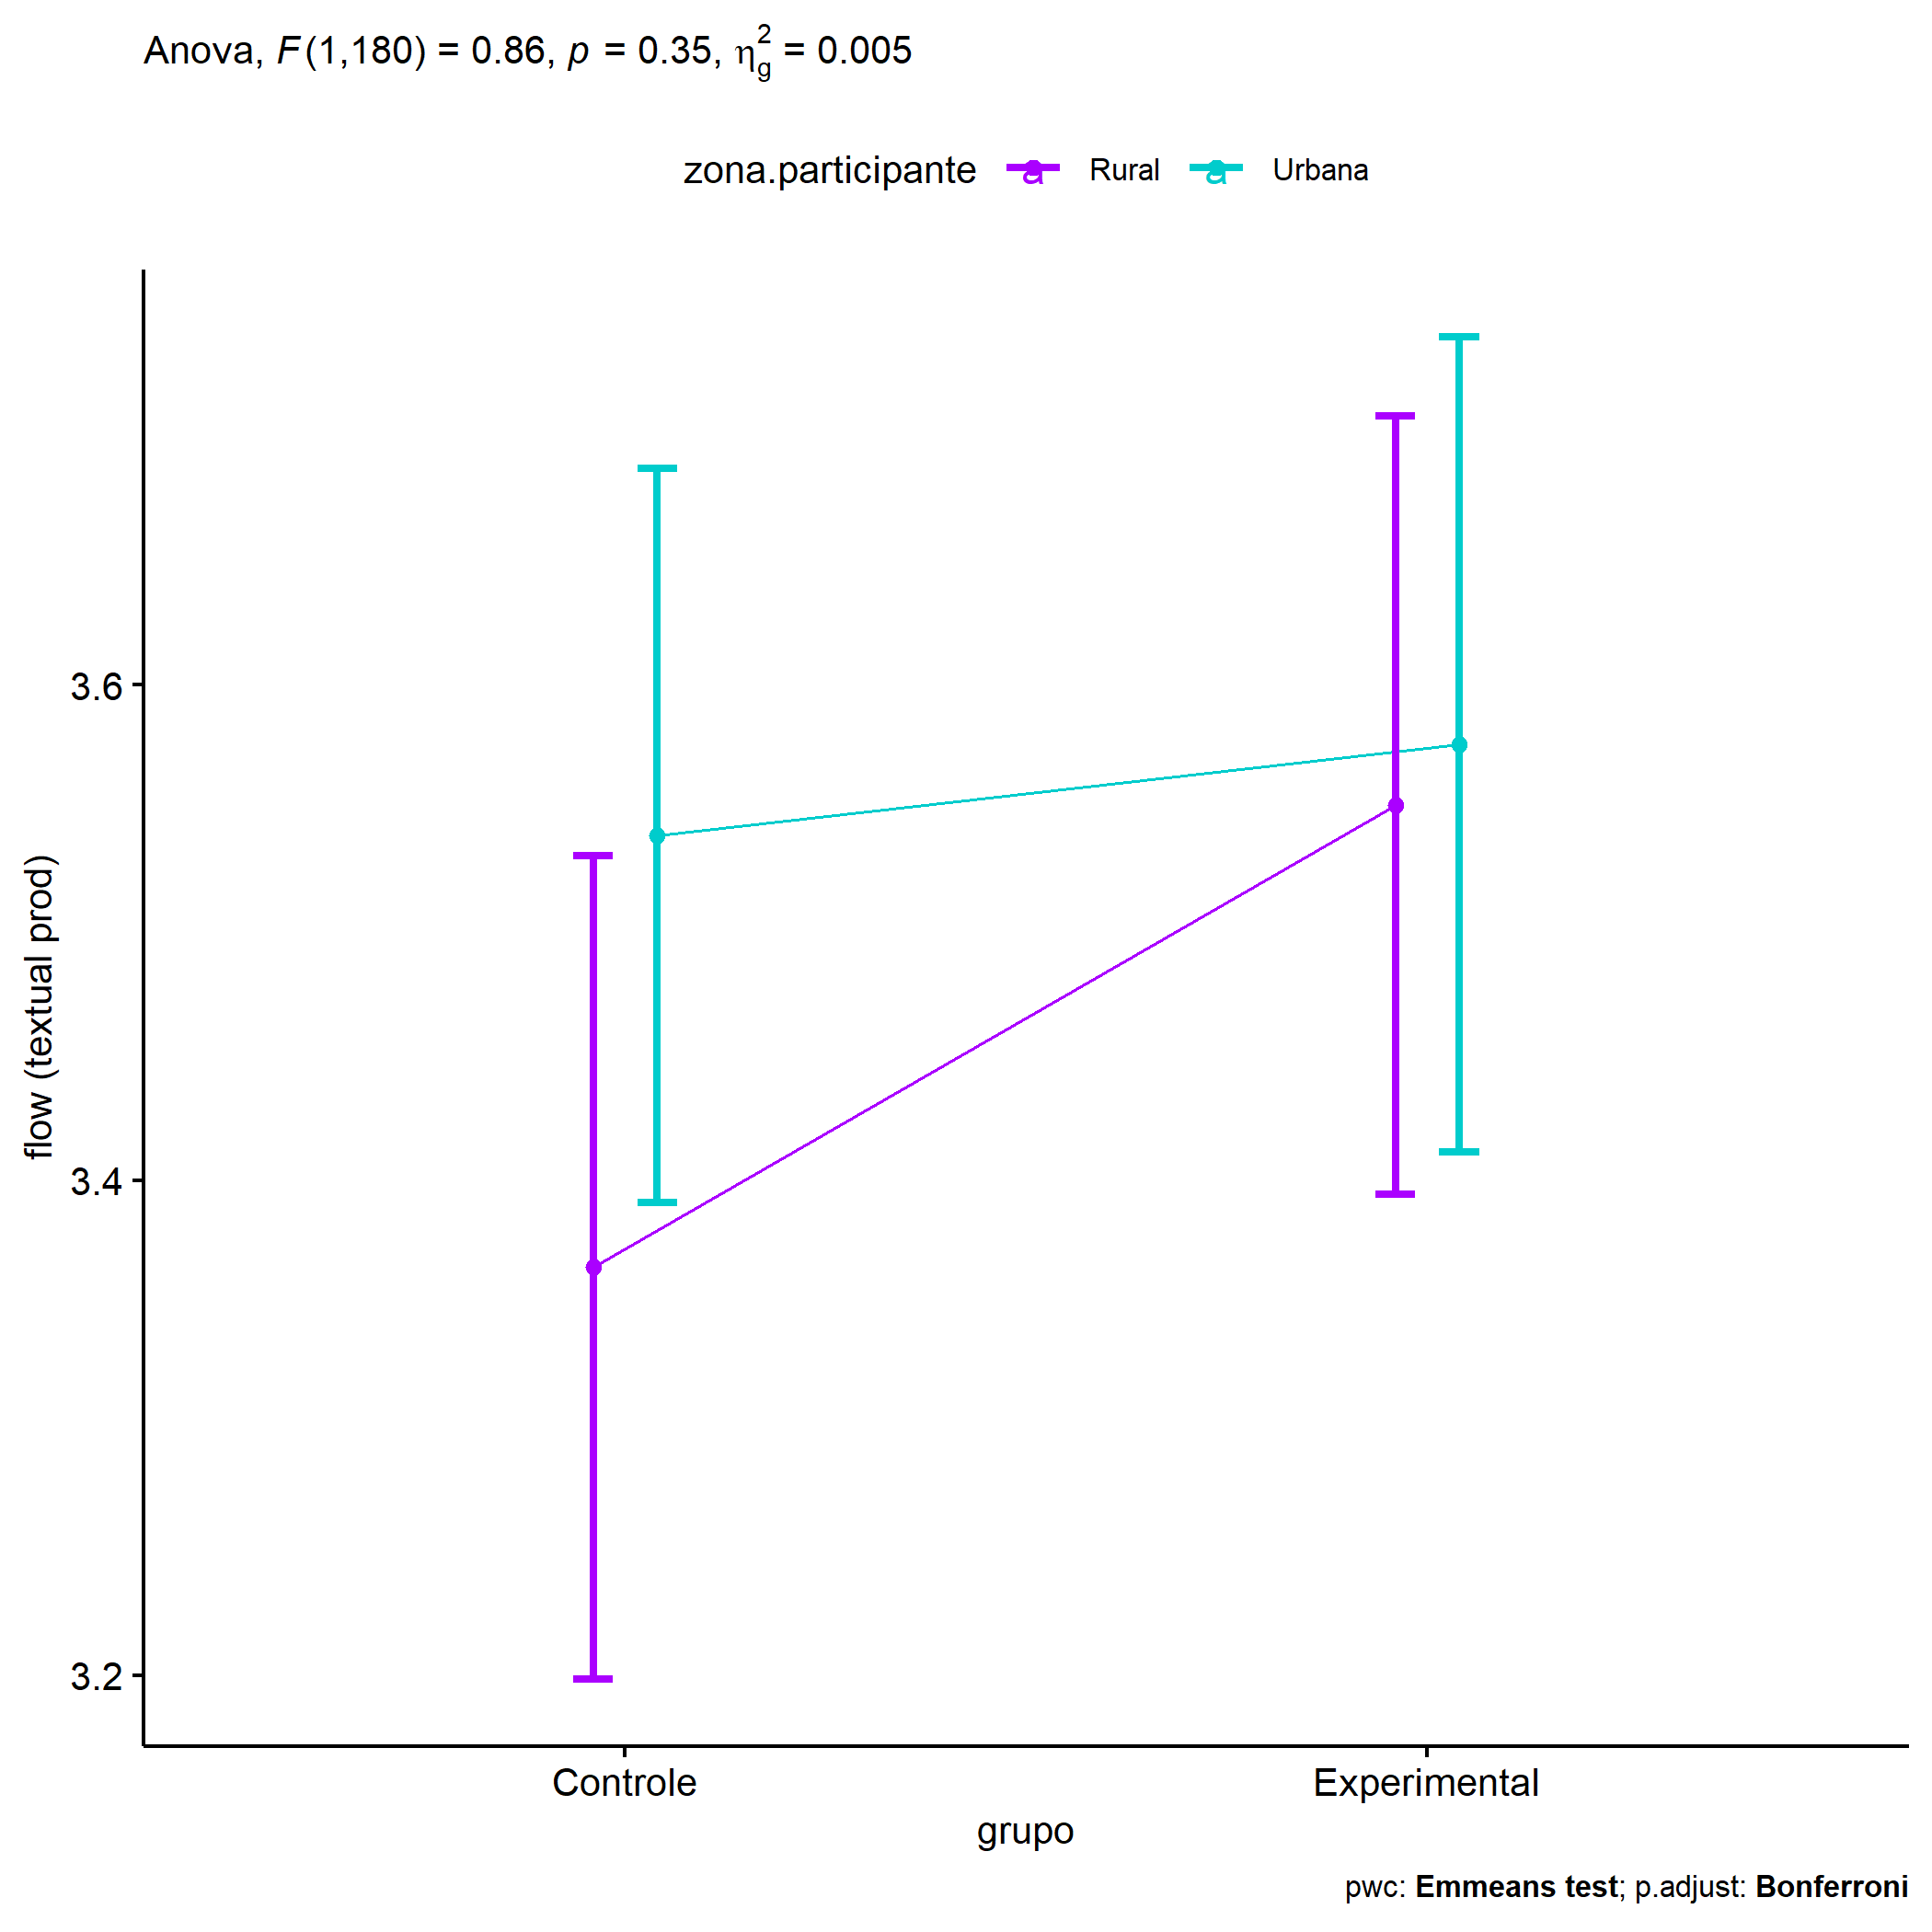 Anova, F(1,180) = 0.86, p = 0.35, η²g = 0.005
zona.participante a Rural a Urbana
flow (textual prod)
3.6
3.4
3.2
Controle Experimental
grupo
pwc: Emmeans test; p.adjust: Bonferroni